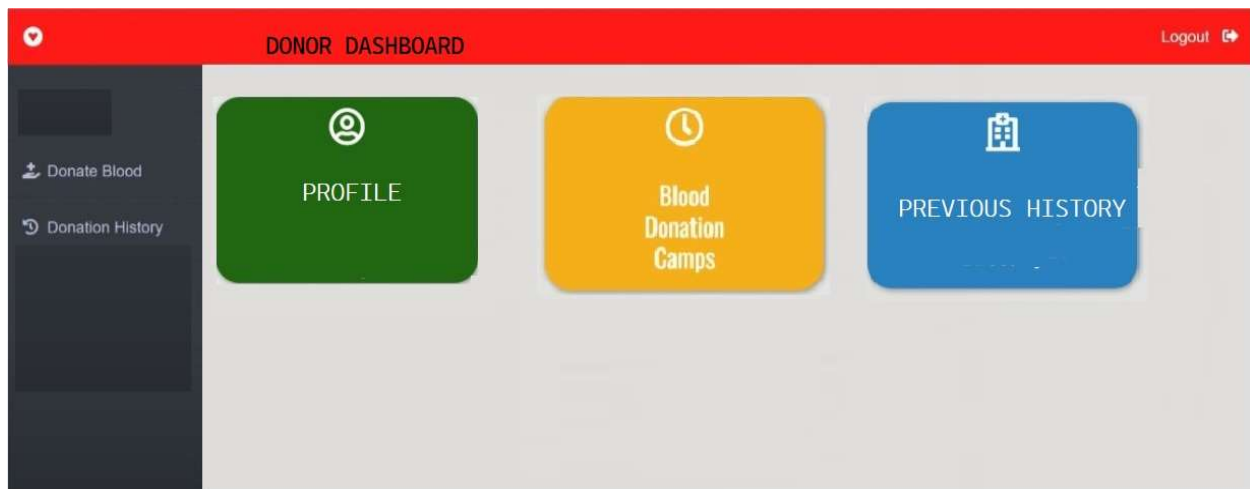 DONOR DASHBOARD
Logout
Donate Blood
Donation History
PROFILE
Blood
Donation
Camps
PREVIOUS HISTORY